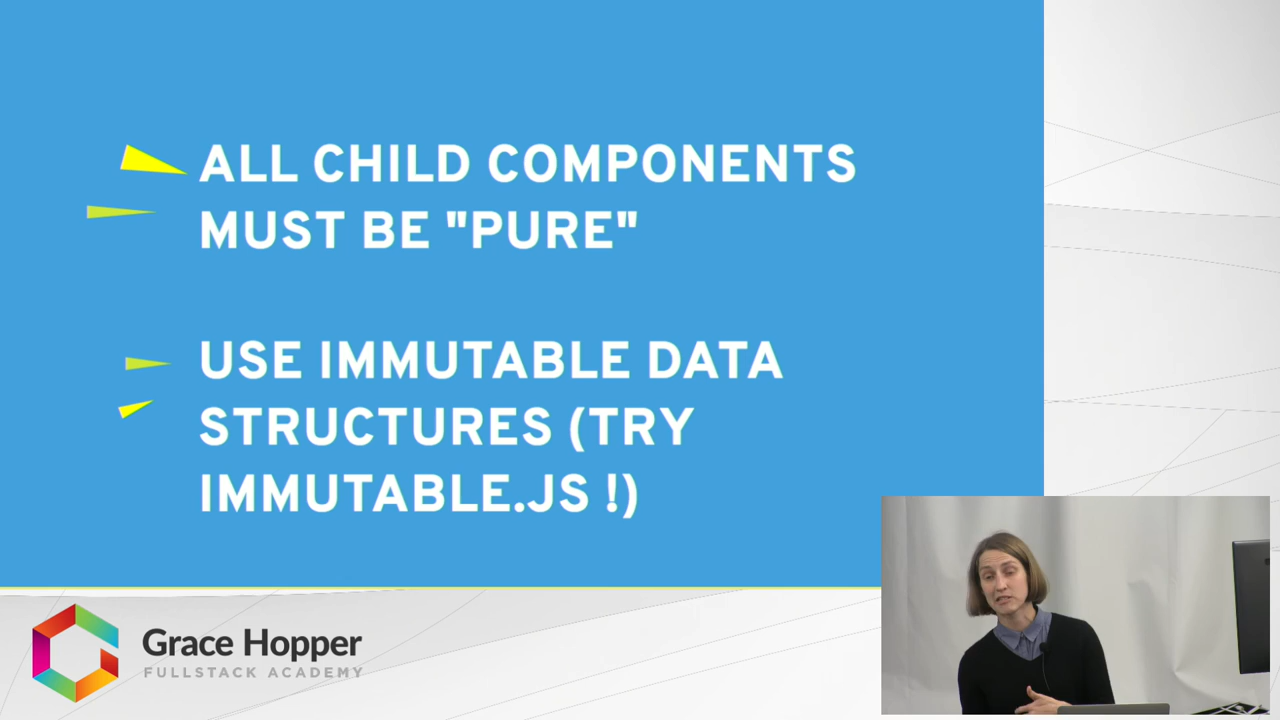 ALL CHILD COMPONENTS
MUST BE "PURE"
USE IMMUTABLE DATA
STRUCTURES (TRY
IMMUTABLE.JS !)
Grace Hopper
FULLSTACK ACADEMY